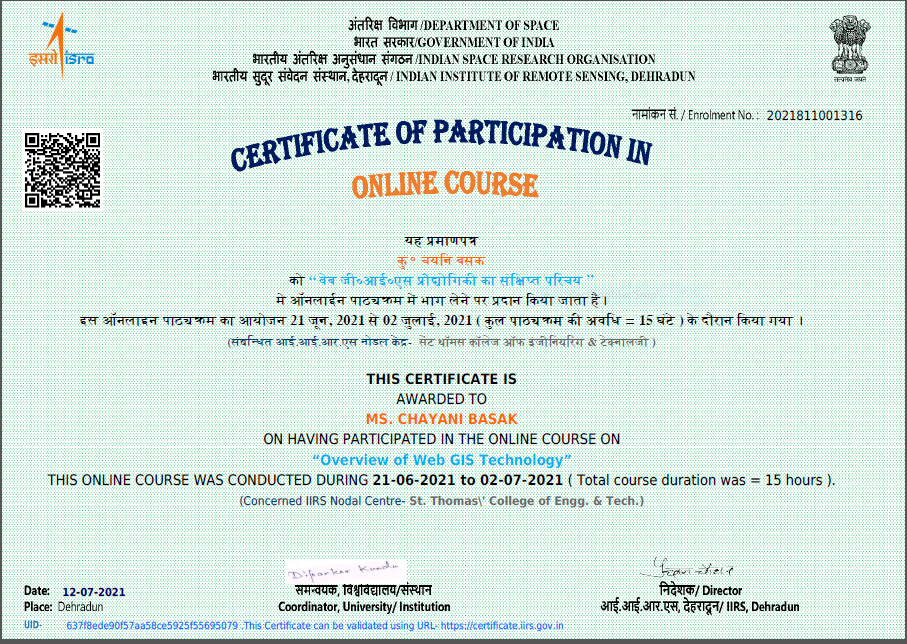 इसरो isro
अंतरिक्ष विभाग /DEPARTMENT OF SPACE
भारत सरकार/GOVERNMENT OF INDIA
भारतीय अंतरिक्ष अनुसंधान संगठन /INDIAN SPACE RESEARCH ORGANISATION
भारतीय सुदूर संवेदन संस्थान, देहरादून / INDIAN INSTITUTE OF REMOTE SENSING, DEHRADUN
सत्यमेव जयते
नामांकन सं. / Enrolment No. : 2021811001316
CERTIFICATE OF PARTICIPATION IN
ONLINE COURSE
यह प्रमाणपत्र
कु॰ चयनि बसक
को “ वेब जी॰आई॰एस प्रौद्योगिकी का संक्षिप्त परिचय ”
में ऑनलाईन पाठ्यक्रम में भाग लेने पर प्रदान किया जाता है।
इस ऑनलाइन पाठ्यक्रम का आयोजन 21 जून, 2021 से 02 जुलाई, 2021 ( कुल पाठ्यक्रम की अवधि = 15 घंटे ) के दौरान किया गया ।
(संबन्धित आई.आई.आर.एस नोडल केंद्र- सेंट थॉमस कॉलेज ऑफ इंजीनियरिंग & टेक्नालजी )
THIS CERTIFICATE IS
AWARDED TO
MS. CHAYANI BASAK
ON HAVING PARTICIPATED IN THE ONLINE COURSE ON
“Overview of Web GIS Technology”
THIS ONLINE COURSE WAS CONDUCTED DURING 21-06-2021 to 02-07-2021 ( Total course duration was = 15 hours ).
(Concerned IIRS Nodal Centre- St. Thomas\' College of Engg. & Tech.)
Dipankar Kundu
समन्वयक, विश्वविद्यालय/संस्थान
Coordinator, University/ Institution
निदेशक/ Director
आई.आई.आर.एस, देहरादून/ IIRS, Dehradun
Date: 12-07-2021
Place: Dehradun
UID- 637f8ede90f57aa58ce5925f55695079 .This Certificate can be validated using URL- https://certificate.iirs.gov.in